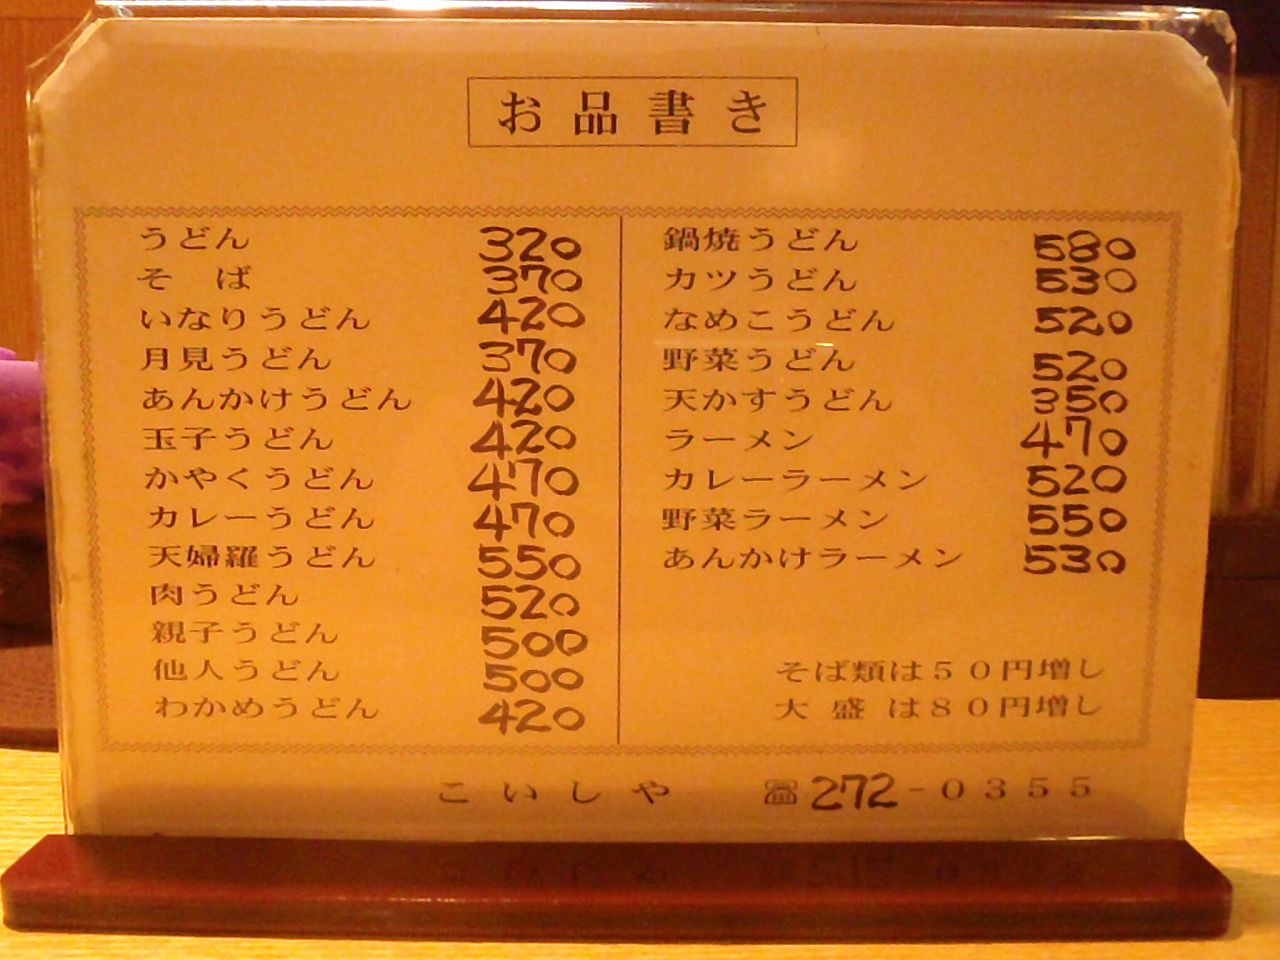 お品書き
うどん 320
そば 370
いなりうどん 420
月見うどん 370
あんかけうどん 420
玉子うどん 420
かやくうどん 470
カレーうどん 470
天婦羅うどん 550
肉うどん 520
親子うどん 500
他人うどん 500
わかめうどん 420
鍋焼うどん 580
カツうどん 530
なめこうどん 520
野菜うどん 520
天かすうどん 350
ラーメン 470
カレーラーメン 520
野菜ラーメン 550
あんかけラーメン 530
そば類は50円増し
大盛は80円増し
こいしや ☎272-0355